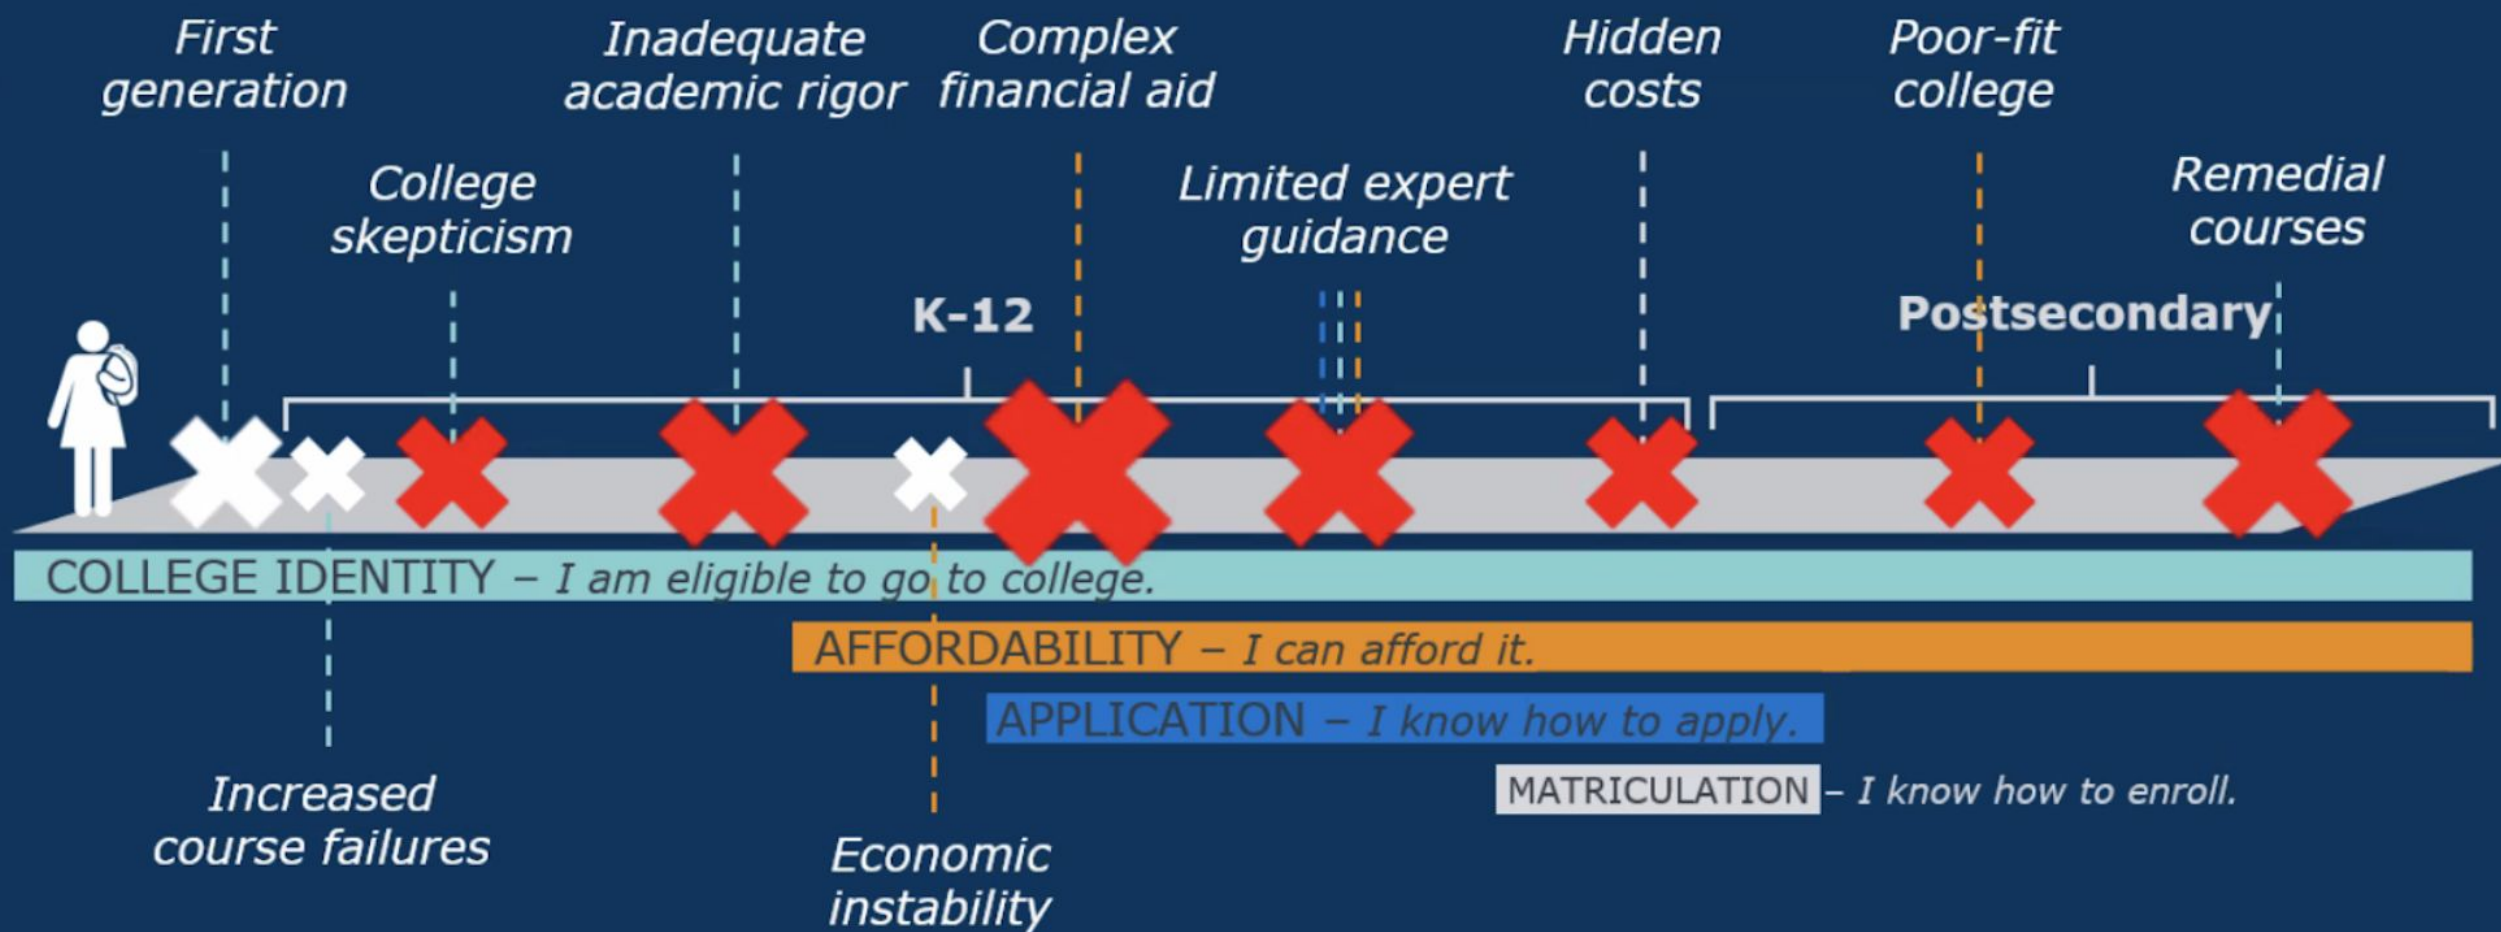 First
generation
Inadequate
academic rigor
Complex
financial aid
Hidden
costs
Poor-fit
college
College
skepticism
Limited expert
guidance
Remedial
courses
K-12
Postsecondary
COLLEGE IDENTITY – I am eligible to go to college.
AFFORDABILITY – I can afford it.
APPLICATION – I know how to apply.
MATRICULATION – I know how to enroll.
Increased
course failures
Economic
instability